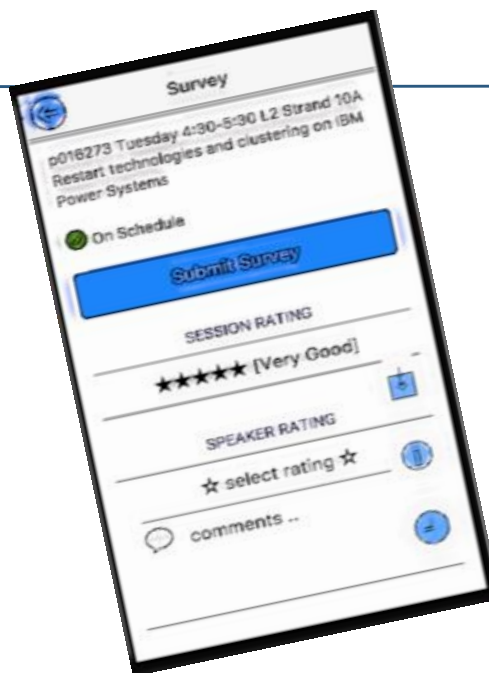 Survey
p016273 Tuesday 4:30-5:30 L2 Strand 10A
Restart technologies and clustering on IBM
Power Systems
On Schedule
Submit Survey
SESSION RATING
★★★★★ [Very Good]
SPEAKER RATING
☆ select rating ☆
comments ..